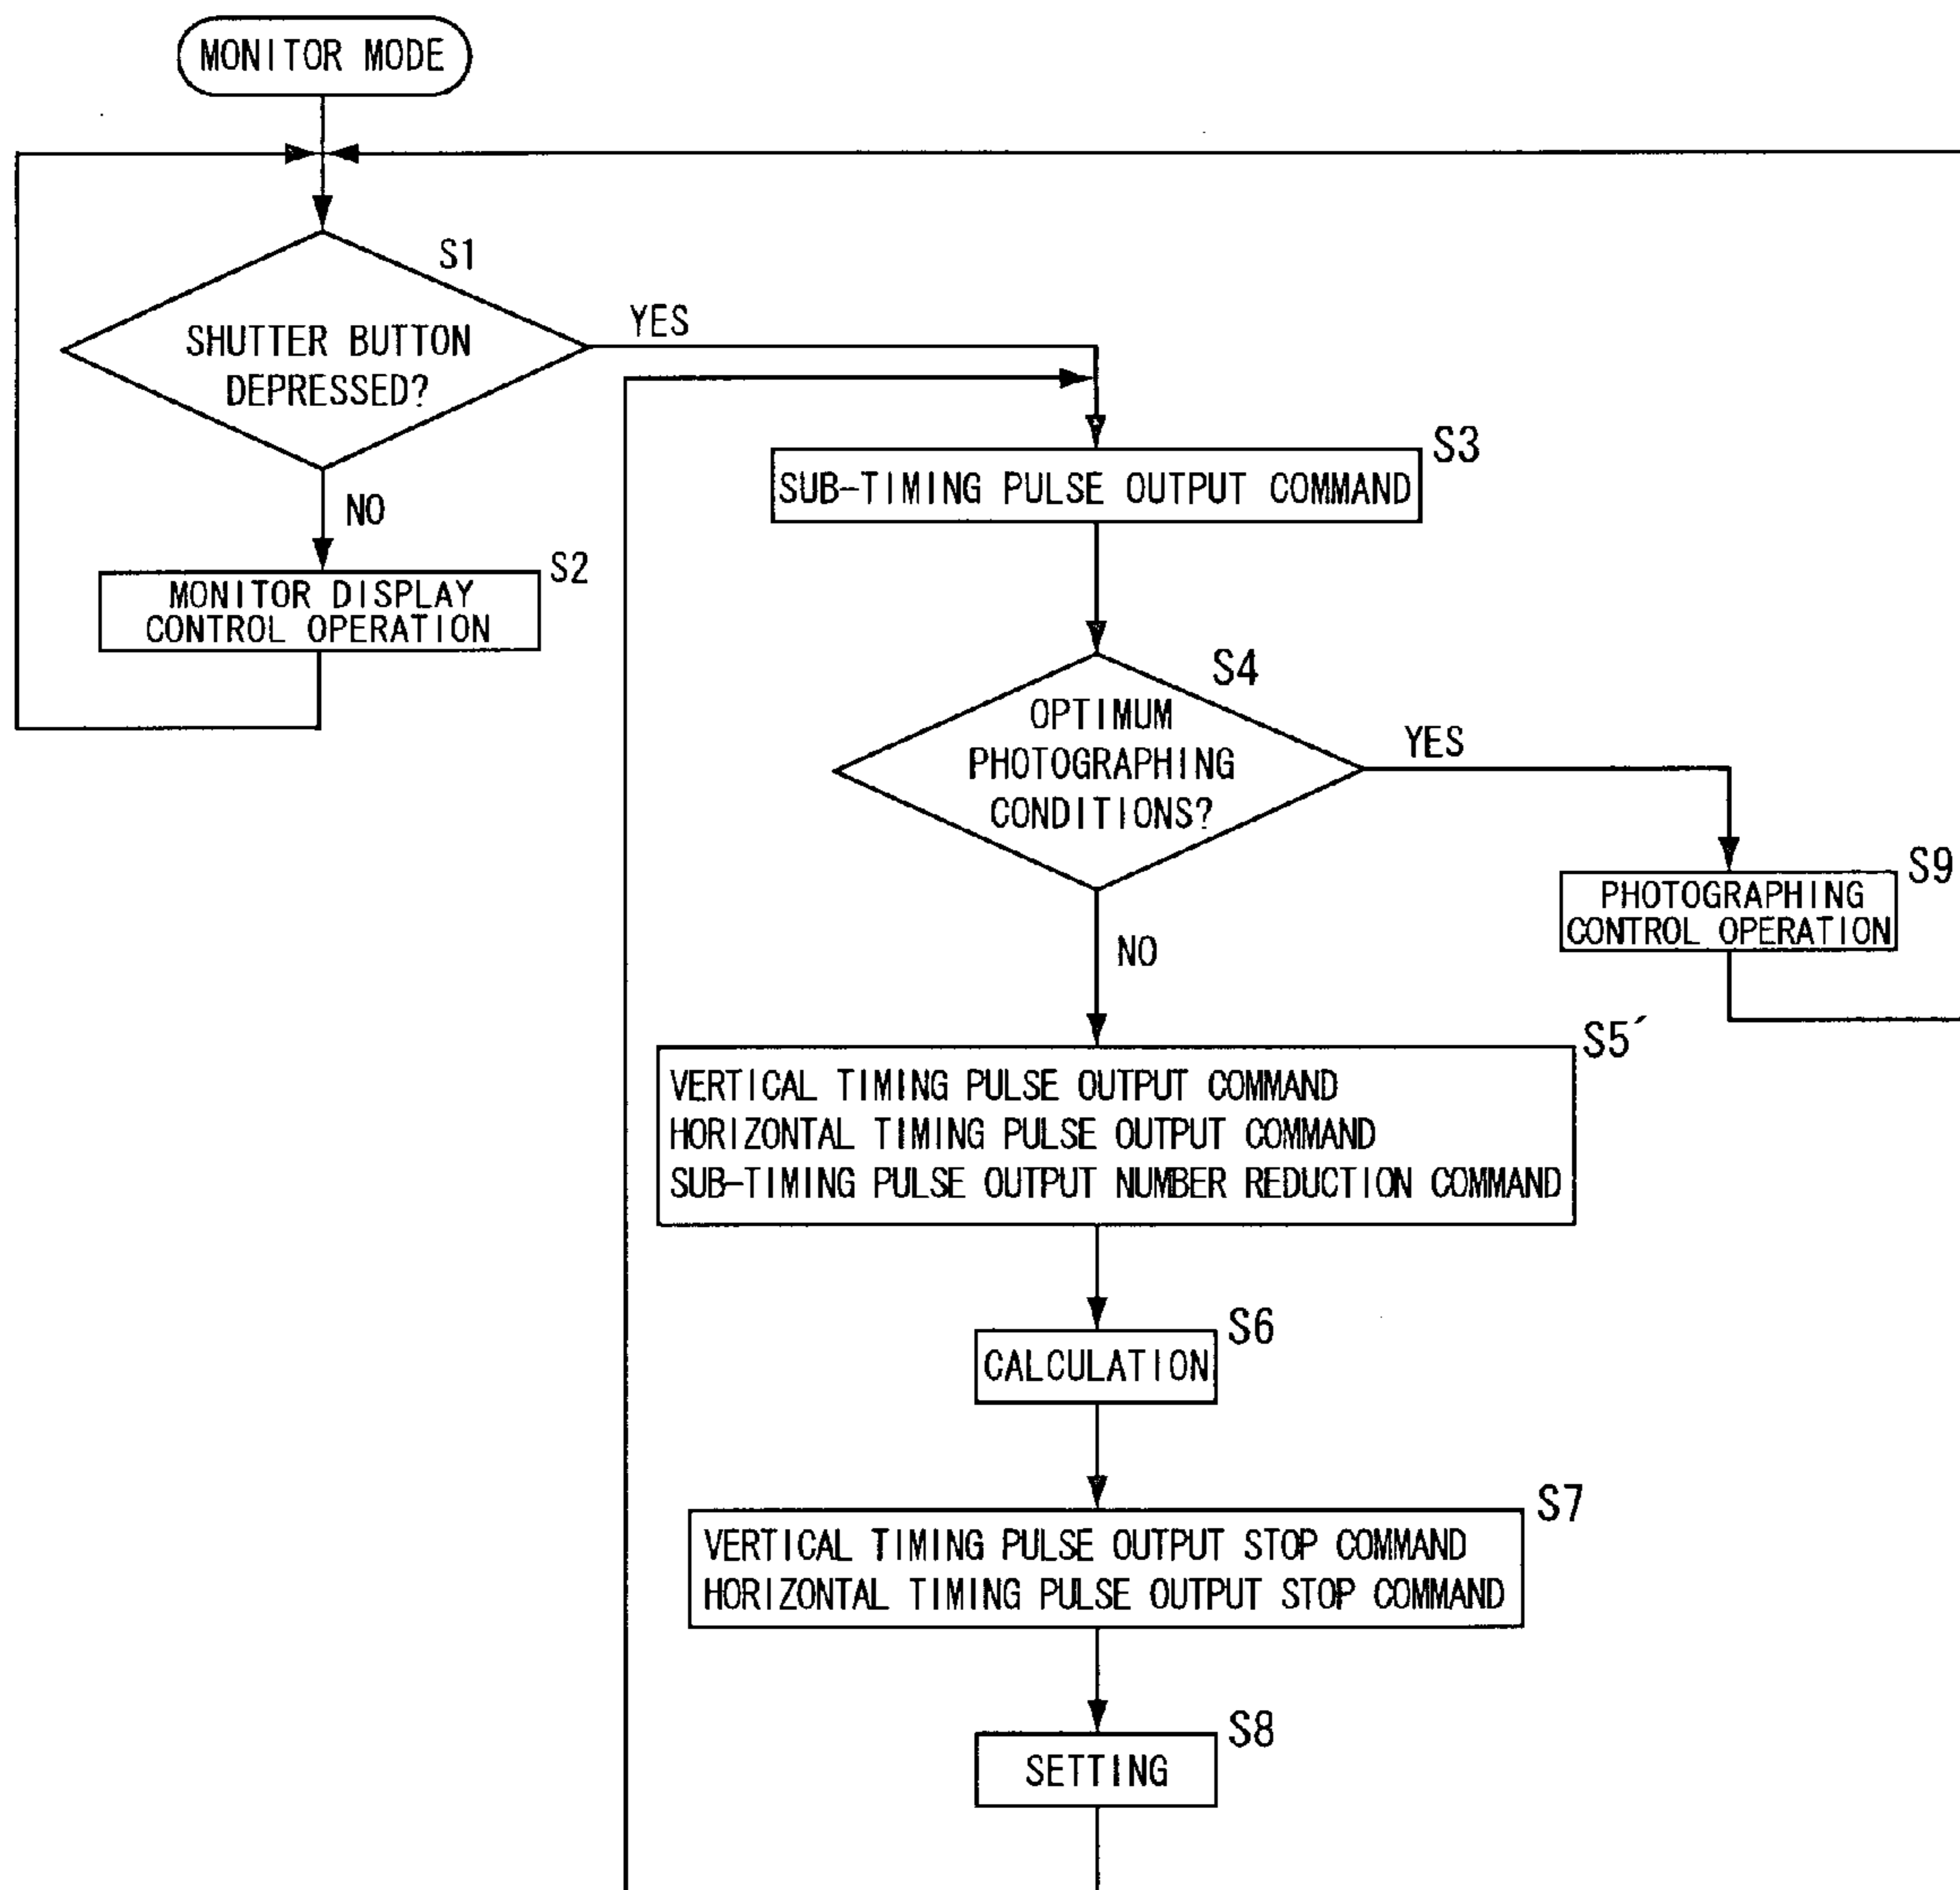 MONITOR MODE
S1
SHUTTER BUTTON
DEPRESSED?
YES
NO
S2
MONITOR DISPLAY
CONTROL OPERATION
S3
SUB-TIMING PULSE OUTPUT COMMAND
S4
OPTIMUM
PHOTOGRAPHING
CONDITIONS?
YES
NO
S9
PHOTOGRAPHING
CONTROL OPERATION
S5´
VERTICAL TIMING PULSE OUTPUT COMMAND
HORIZONTAL TIMING PULSE OUTPUT COMMAND
SUB-TIMING PULSE OUTPUT NUMBER REDUCTION COMMAND
S6
CALCULATION
S7
VERTICAL TIMING PULSE OUTPUT STOP COMMAND
HORIZONTAL TIMING PULSE OUTPUT STOP COMMAND
S8
SETTING